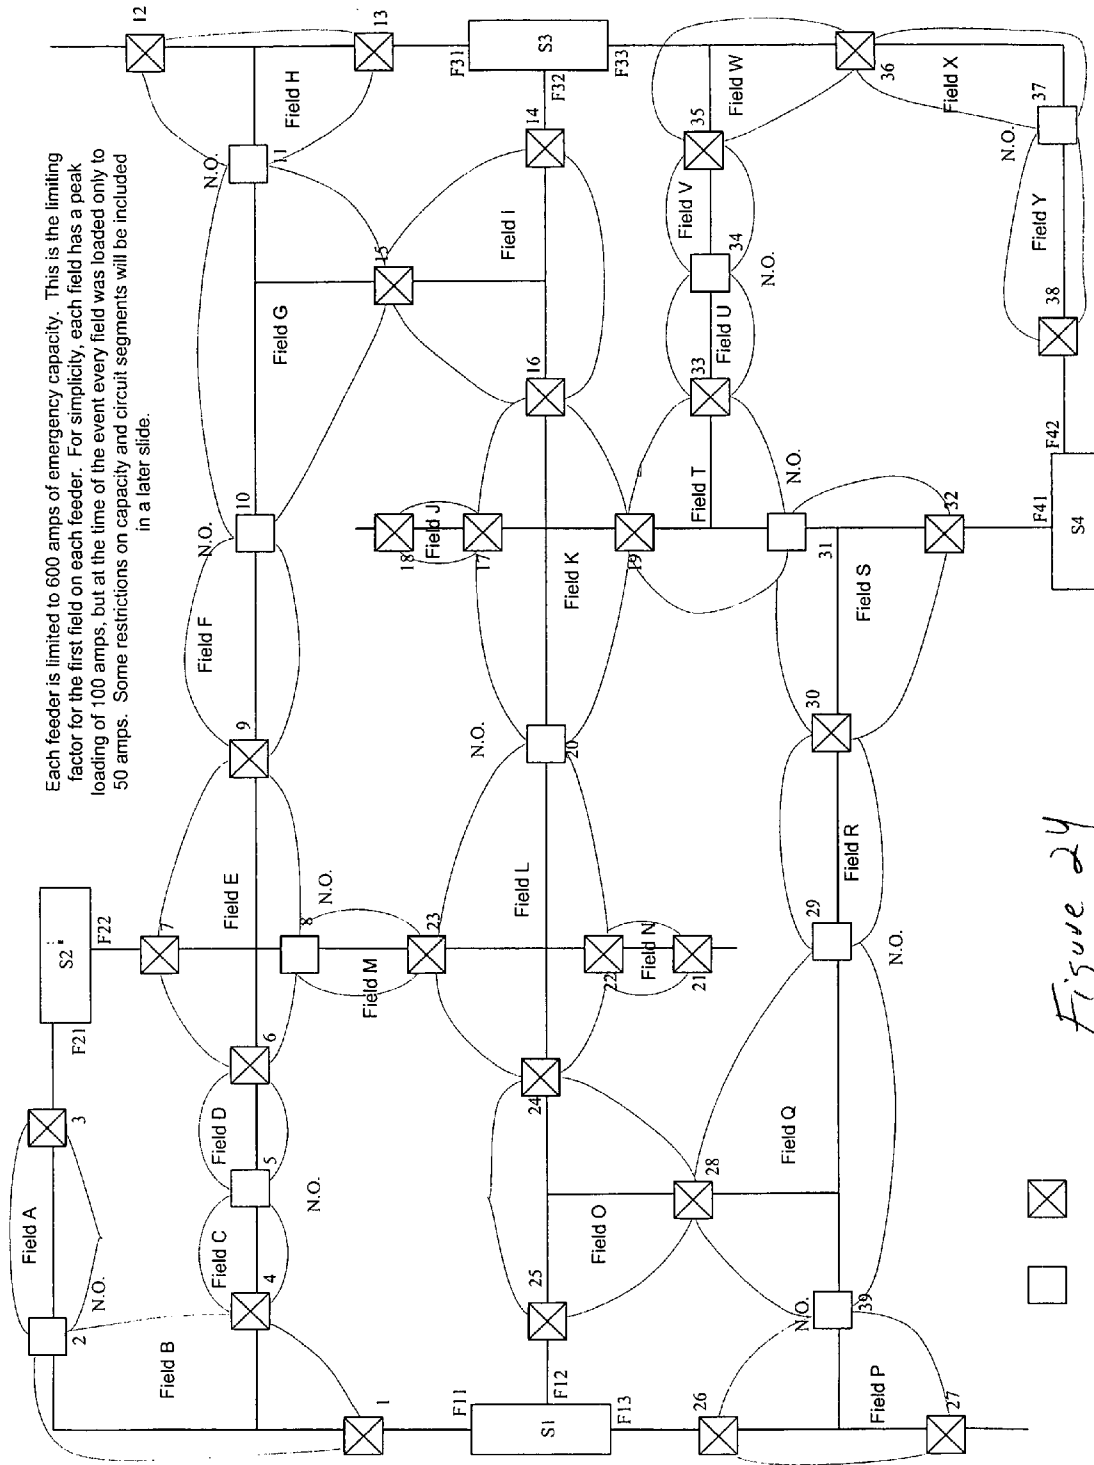 Each feeder is limited to 600 amps of emergency capacity. This is the limiting
factor for the first field on each feeder. For simplicity, each field has a peak
loading of 100 amps, but at the time of the event every field was loaded only to
50 amps. Some restrictions on capacity and circuit segments will be included
in a later slide.
S2
F21
F22
3
Field A
2
N.O.
Field B
1
4
Field C
5
N.O.
Field D
6
7
Field E
8
N.O.
9
Field F
N.O.
10
Field G
N.O.
11
Field H
12
13
F31
S3
F32
F33
14
15
Field I
16
17
Field J
18
19
Field K
N.O.
20
Field L
23
Field M
22
Field N
21
24
25
Field O
F11
S1
F12
F13
26
27
Field P
N.O.
39
28
Field Q
29
N.O.
Field R
30
Field S
31
N.O.
32
Field T
33
Field U
34
N.O.
Field V
35
Field W
36
Field X
37
N.O.
Field Y
38
F42
F41
S4
Figure 24